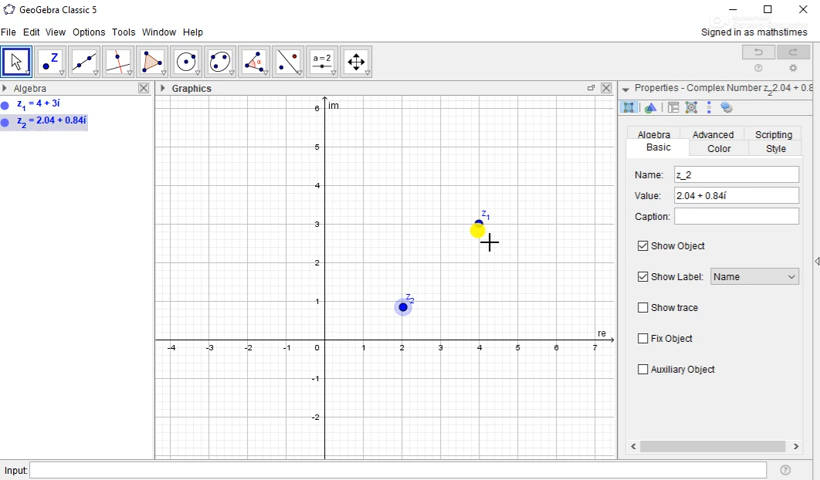 GeoGebra Classic 5
File Edit View Options Tools Window Help
Signed in as mathstimes
Z
α
a = 2
Algebra
z₁ = 4 + 3í
z₂ = 2.04 + 0.84í
Graphics
im
6
5
4
3
2
1
-1
-2
z₁
z₂
re
-4 -3 -2 -1 0 1 2 3 4 5 6 7
Properties - Complex Number z_2 2.04 + 0.8
Algebra Advanced Scripting
Basic Color Style
Name: z_2
Value: 2.04 + 0.84í
Caption:
Show Object
Show Label: Name
Show trace
Fix Object
Auxiliary Object
Input: